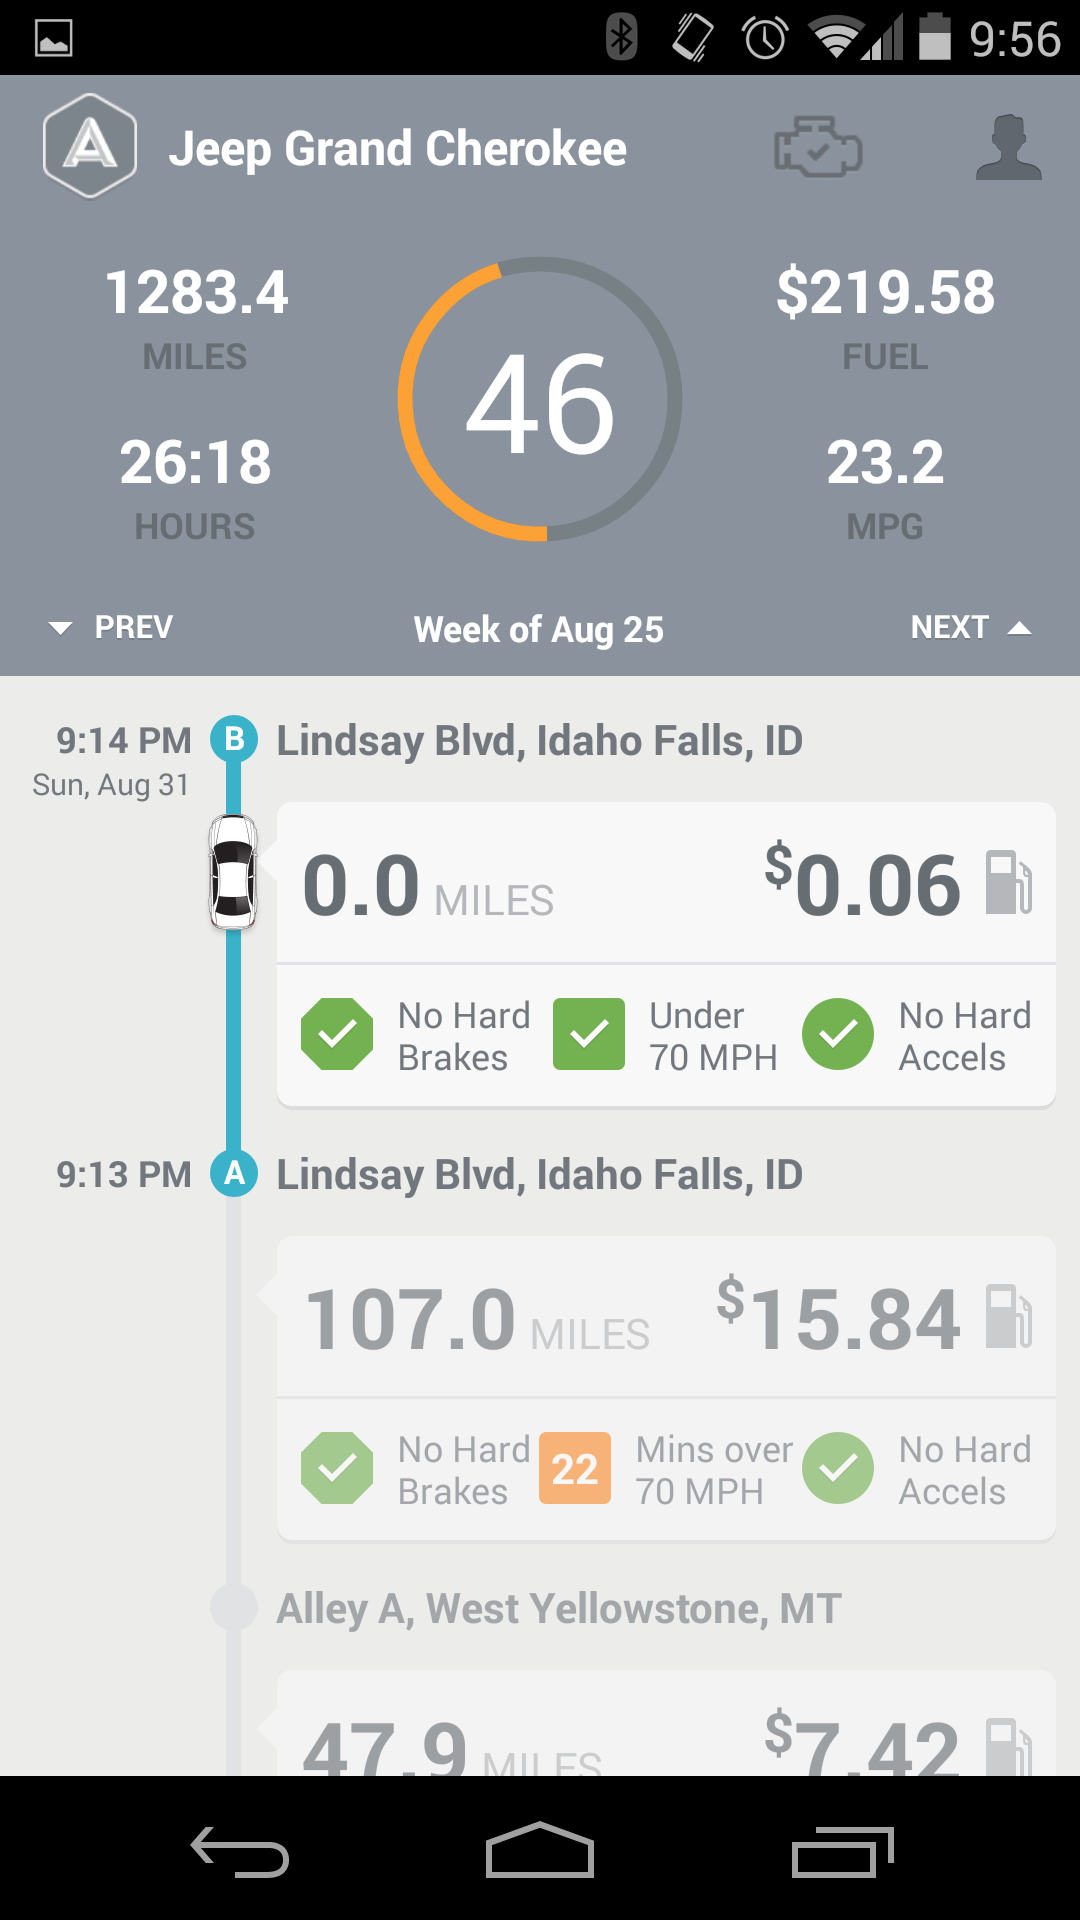 9:56
A Jeep Grand Cherokee
1283.4
MILES
26:18
HOURS
46
$219.58
FUEL
23.2
MPG
PREV
Week of Aug 25
NEXT
9:14 PM
Sun, Aug 31
B
Lindsay Blvd, Idaho Falls, ID
0.0 MILES
$0.06
No Hard
Brakes
Under
70 MPH
No Hard
Accels
9:13 PM
A
Lindsay Blvd, Idaho Falls, ID
107.0 MILES
$15.84
No Hard
Brakes
22
Mins over
70 MPH
No Hard
Accels
Alley A, West Yellowstone, MT
47.9 MILES
$7.42